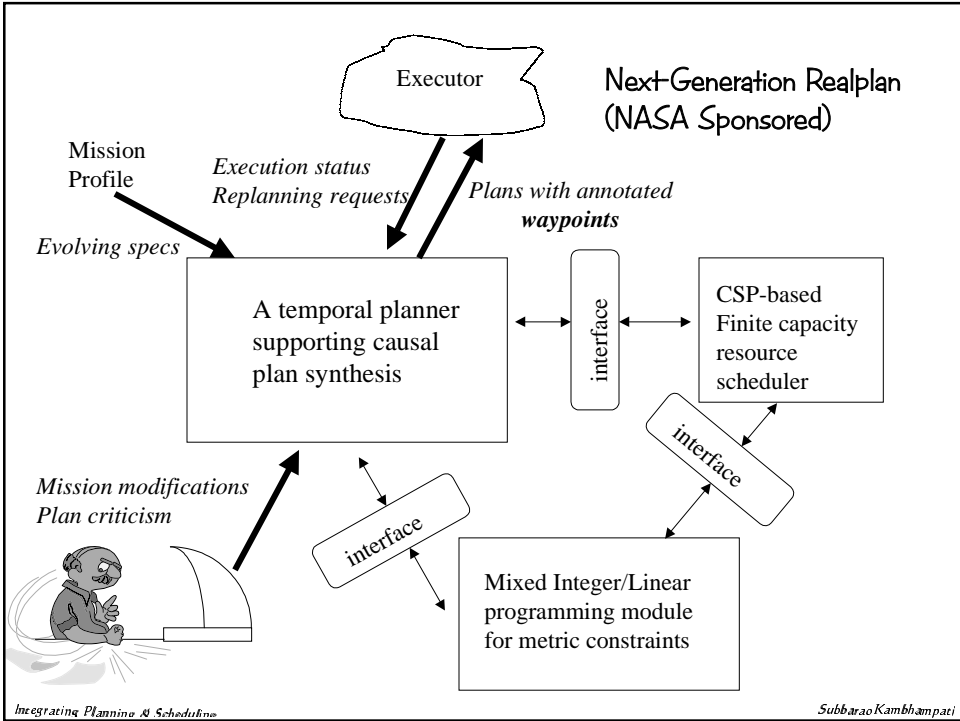 Executor
Next-Generation Realplan
(NASA Sponsored)
Mission
Profile
Execution status
Replanning requests
Plans with annotated
waypoints
Evolving specs
A temporal planner
supporting causal
plan synthesis
interface
CSP-based
Finite capacity
resource
scheduler
interface
Mission modifications
Plan criticism
interface
Mixed Integer/Linear
programming module
for metric constraints
Integrating Planning & Scheduling
Subbarao Kambhampati